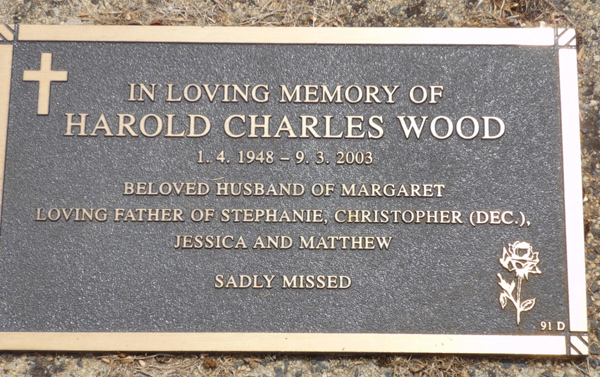 IN LOVING MEMORY OF
HAROLD CHARLES WOOD
1. 4. 1948 – 9. 3. 2003
BELOVED HUSBAND OF MARGARET
LOVING FATHER OF STEPHANIE, CHRISTOPHER (DEC.),
JESSICA AND MATTHEW
SADLY MISSED
91 D